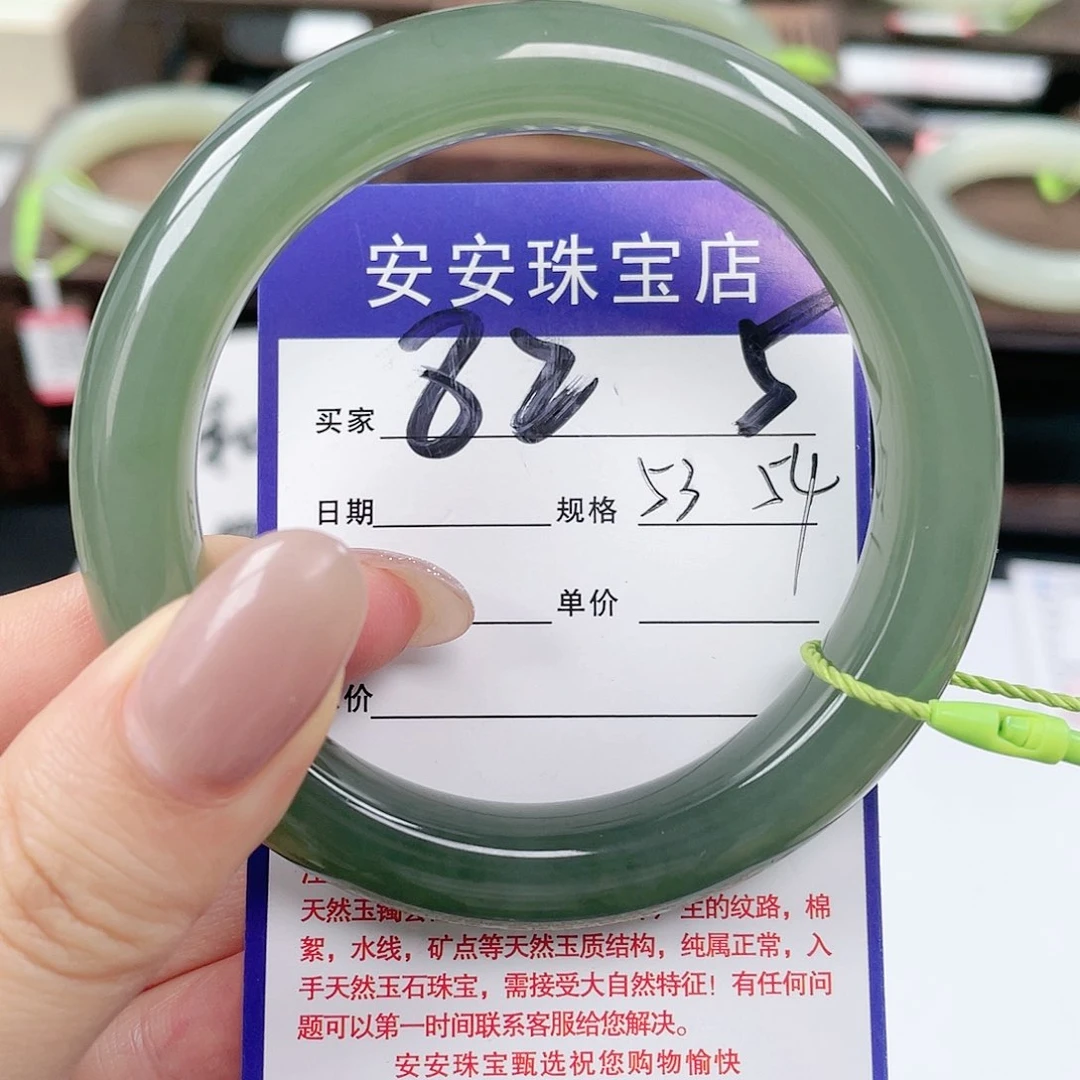 安安珠宝店
买家 82 5
日期 规格 53 54
单价
价
天然玉镯 生的纹路，棉
絮，水线，矿点等天然玉质结构，纯属正常，入
手天然玉石珠宝，需接受大自然特征！有任何问
题可以第一时间联系客服给您解决。
安安珠宝甄选祝您购物愉快